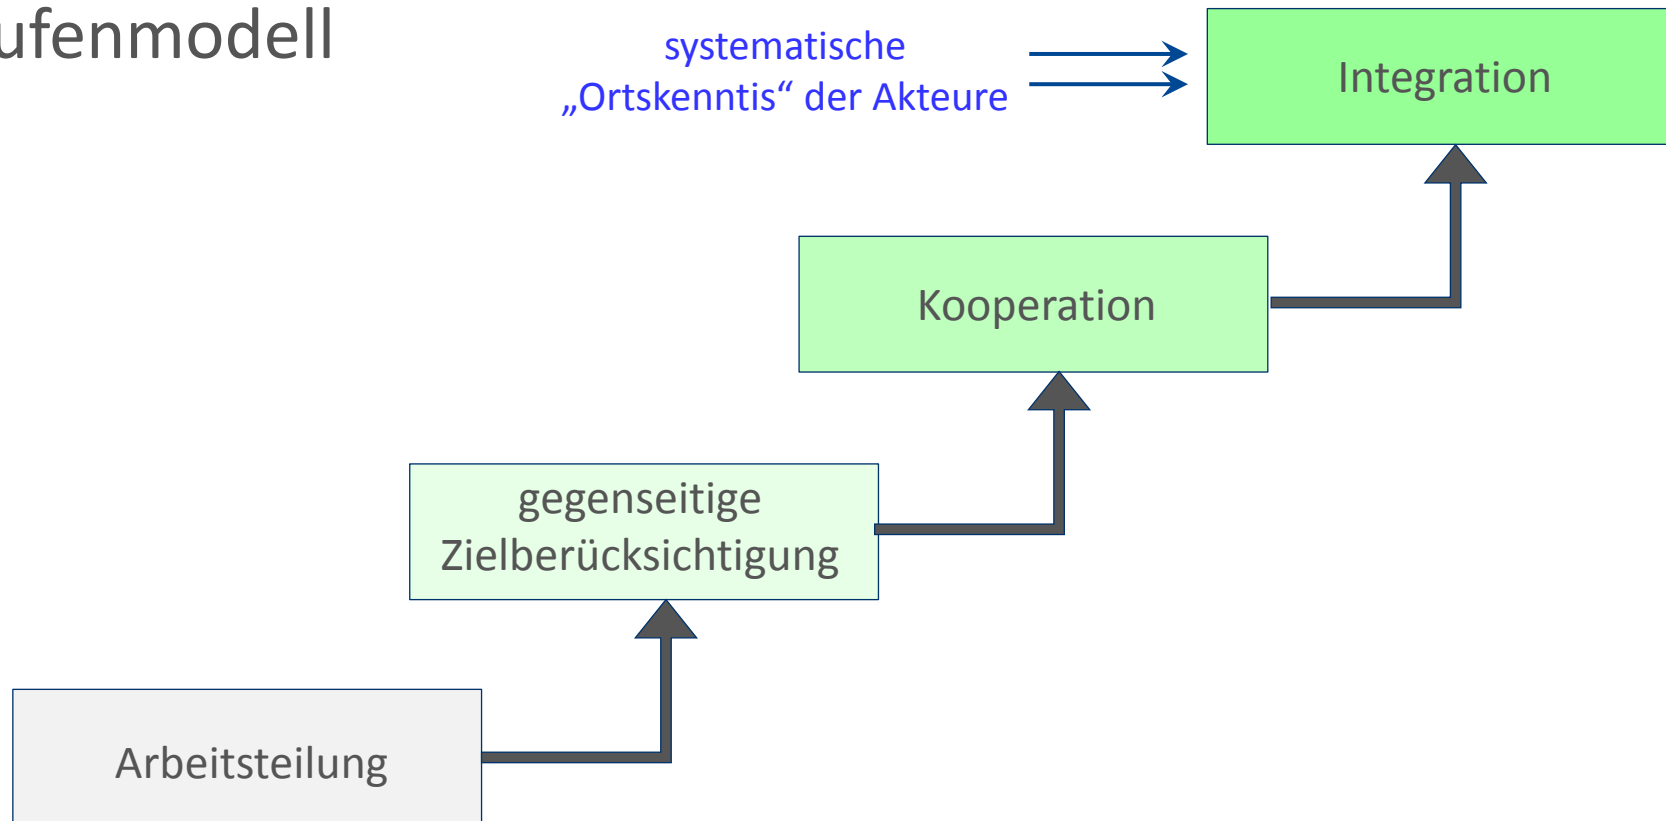 ufenmodell
systematische
„Ortskenntis“ der Akteure
Integration
Kooperation
gegenseitige
Zielberücksichtigung
Arbeitsteilung